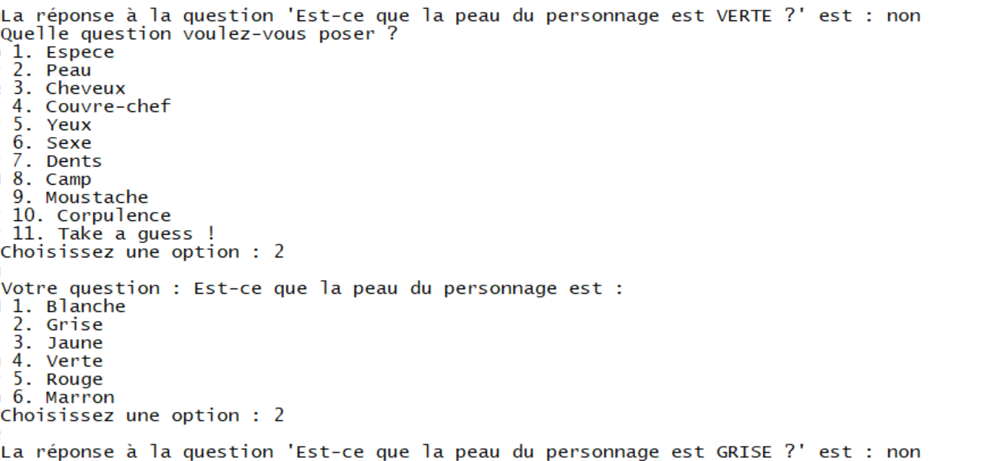 La réponse à la question 'Est-ce que la peau du personnage est VERTE ?' est : non
Quelle question voulez-vous poser ?
1. Espece
2. Peau
3. Cheveux
4. Couvre-chef
5. Yeux
6. Sexe
7. Dents
8. Camp
9. Moustache
10. Corpulence
11. Take a guess !
Choisissez une option : 2
Votre question : Est-ce que la peau du personnage est :
1. Blanche
2. Grise
3. Jaune
4. Verte
5. Rouge
6. Marron
Choisissez une option : 2
La réponse à la question 'Est-ce que la peau du personnage est GRISE ?' est : non